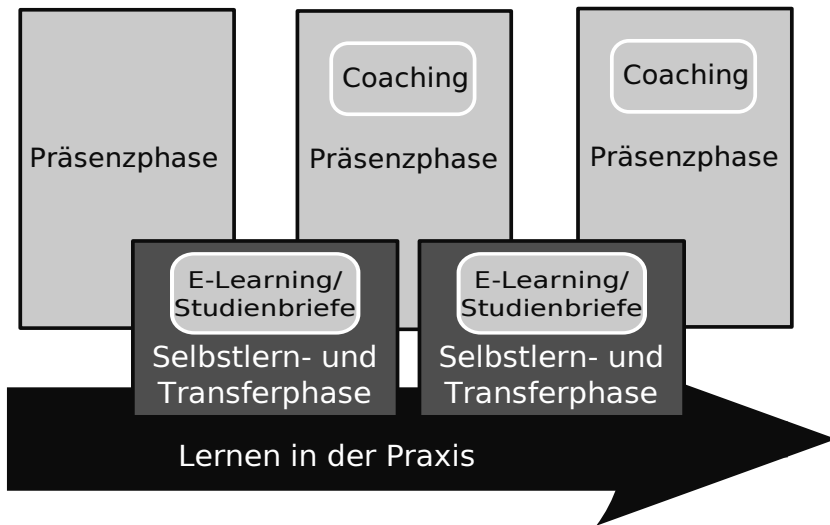 Präsenzphase
Coaching
Präsenzphase
Coaching
Präsenzphase
E-Learning/
Studienbriefe
Selbstlern- und
Transferphase
E-Learning/
Studienbriefe
Selbstlern- und
Transferphase
Lernen in der Praxis